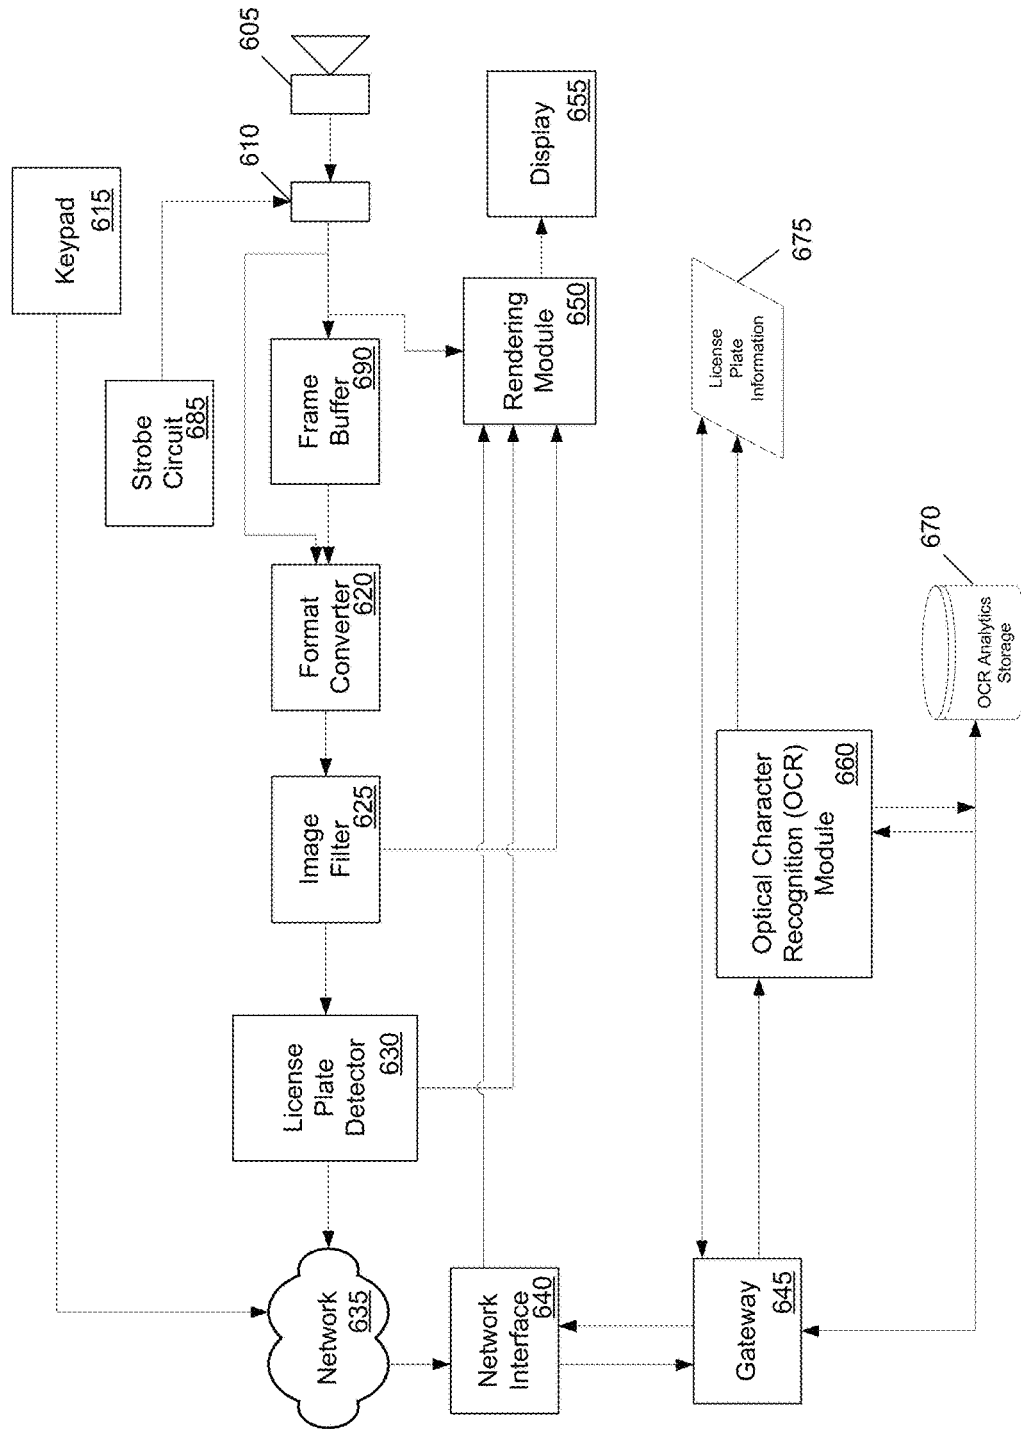 605
610
Keypad
615
Strobe
Circuit
685
Frame
Buffer
690
Format
Converter
620
Image
Filter
625
License
Plate
Detector
630
Network
635
Display
655
Rendering
Module
650
Network
Interface
640
675
License
Plate
Information
670
OCR Analytics
Storage
Optical Character
Recognition (OCR)
Module
660
Gateway
645